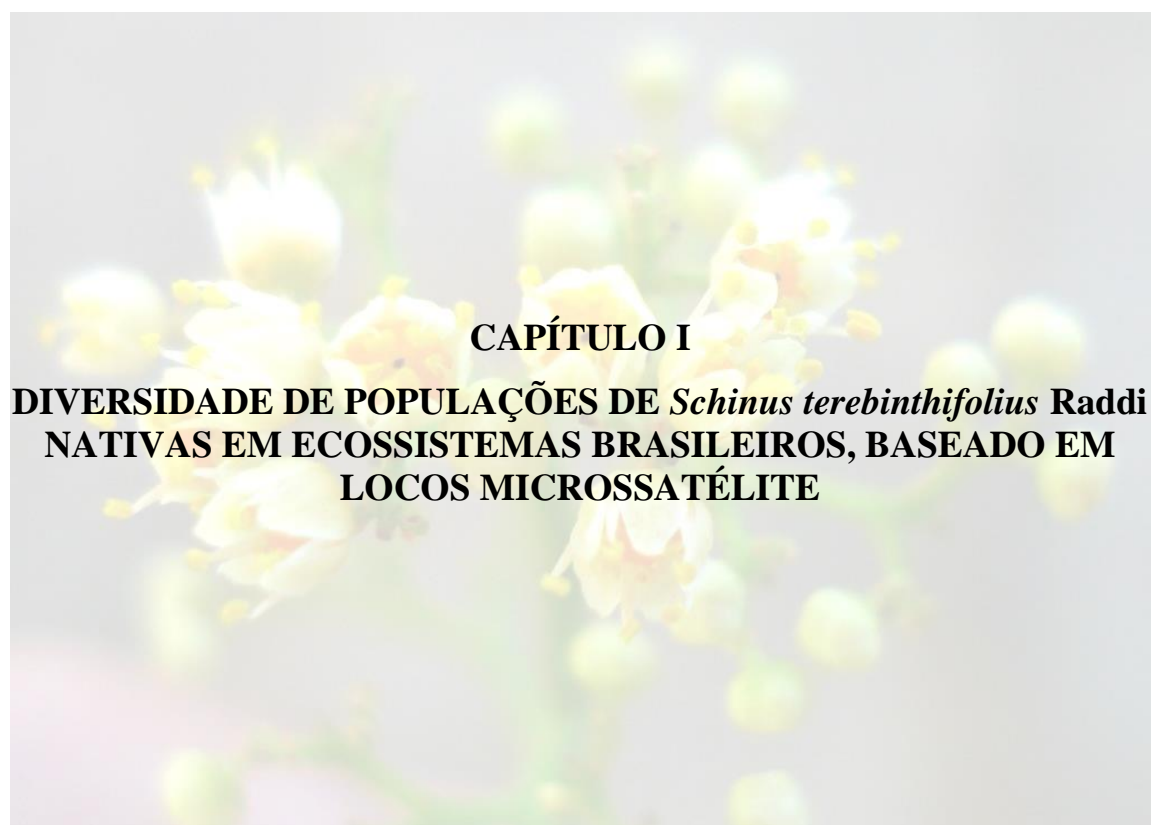 CAPÍTULO I
DIVERSIDADE DE POPULAÇÕES DE Schinus terebinthifolius Raddi
NATIVAS EM ECOSSISTEMAS BRASILEIROS, BASEADO EM
LOCOS MICROSSATÉLITE